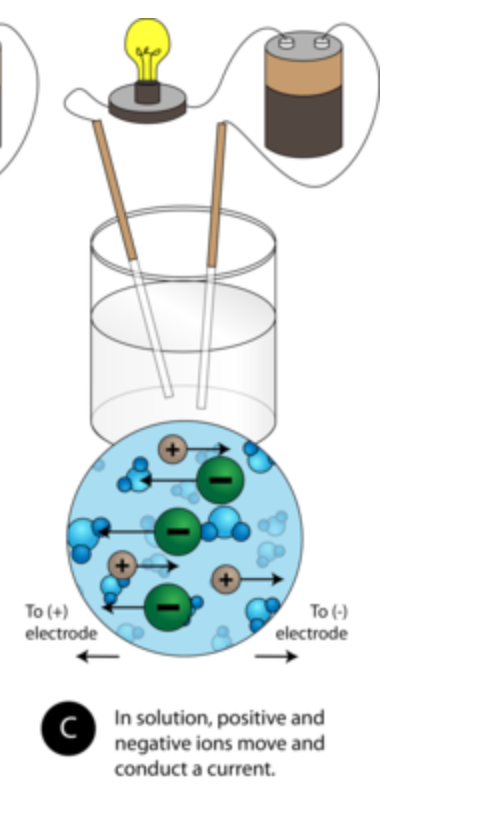 +
−
−
+
+
−
To (+)
electrode
To (-)
electrode
C
In solution, positive and
negative ions move and
conduct a current.